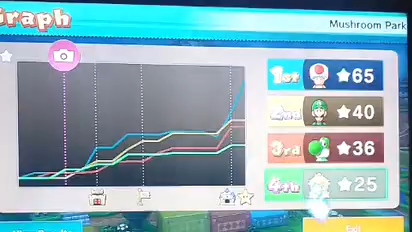 Graph
Mushroom Park
1st 65
2nd 40
3rd 36
4th 25
Exit